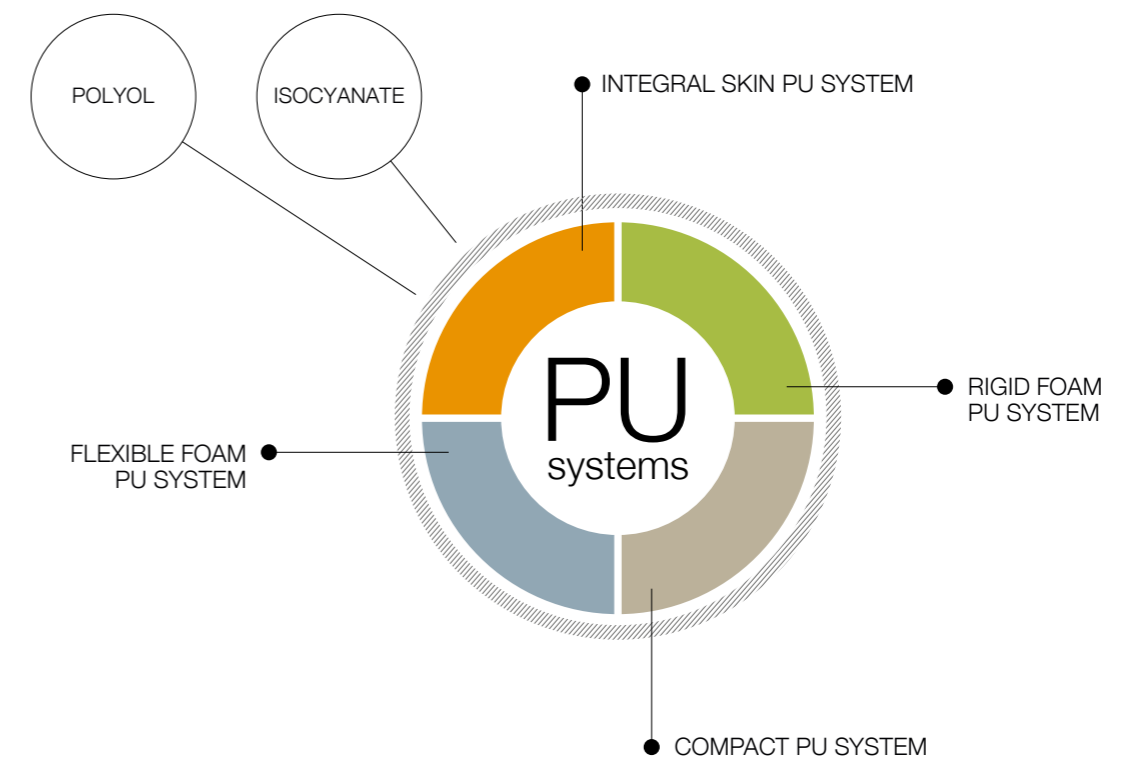 POLYOL
ISOCYANATE
INTEGRAL SKIN PU SYSTEM
RIGID FOAM
PU SYSTEM
PU
systems
FLEXIBLE FOAM
PU SYSTEM
COMPACT PU SYSTEM